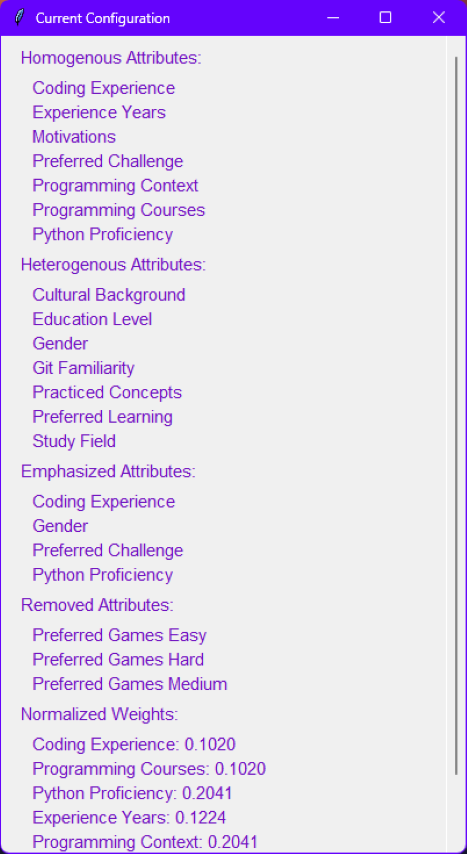 Current Configuration
Homogenous Attributes:
Coding Experience
Experience Years
Motivations
Preferred Challenge
Programming Context
Programming Courses
Python Proficiency
Heterogenous Attributes:
Cultural Background
Education Level
Gender
Git Familiarity
Practiced Concepts
Preferred Learning
Study Field
Emphasized Attributes:
Coding Experience
Gender
Preferred Challenge
Python Proficiency
Removed Attributes:
Preferred Games Easy
Preferred Games Hard
Preferred Games Medium
Normalized Weights:
Coding Experience: 0.1020
Programming Courses: 0.1020
Python Proficiency: 0.2041
Experience Years: 0.1224
Programming Context: 0.2041